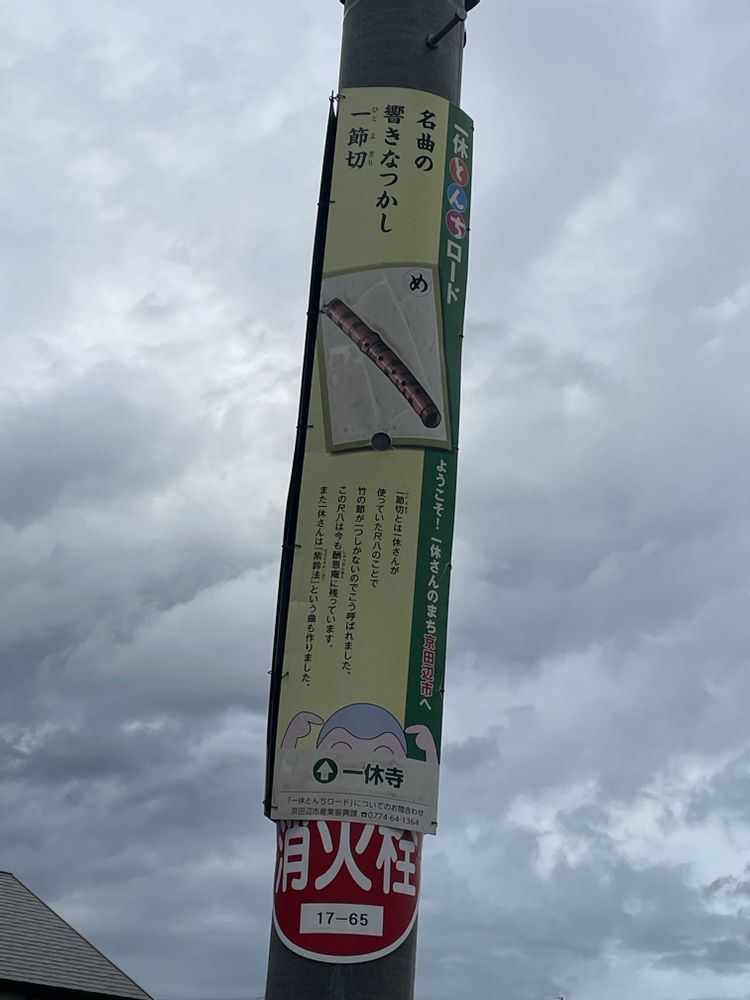 一休とんちロード
ようこそ！一休さんのまち京田辺市へ
名曲の
響きなつかし
一節切
ひとよぎり
め
一節切とは一休さんが
使っていた尺八のことで
竹の節が一つしかないのでこう呼ばれました。
この尺八は今も酬恩庵に残っています。
また一休さんは「紫鈴法」という曲も作りました。
一休寺
「一休とんちロード」についてのお問合わせ
京田辺市産業振興課 ☎0774-64-1364
消火栓
17-65